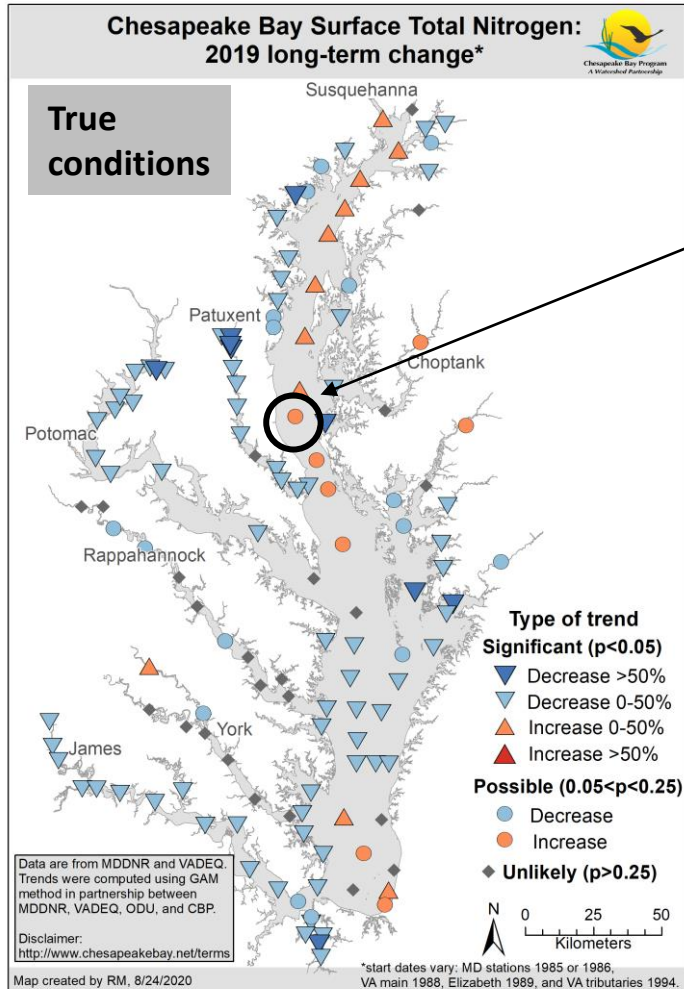 Chesapeake Bay Surface Total Nitrogen:
2019 long-term change*
Chesapeake Bay Program
A Watershed Partnership
True
conditions
Susquehanna
Patuxent
Choptank
Potomac
Rappahannock
York
James
Type of trend
Significant (p<0.05)
Decrease >50%
Decrease 0-50%
Increase 0-50%
Increase >50%
Possible (0.05<p<0.25)
Decrease
Increase
Unlikely (p>0.25)
N
0 25 50
Kilometers
Data are from MDDNR and VADEQ.
Trends were computed using GAM
method in partnership between
MDDNR, VADEQ, ODU, and CBP.
Disclaimer:
http://www.chesapeakebay.net/terms
Map created by RM, 8/24/2020
*start dates vary: MD stations 1985 or 1986,
VA main 1988, Elizabeth 1989, and VA tributaries 1994.